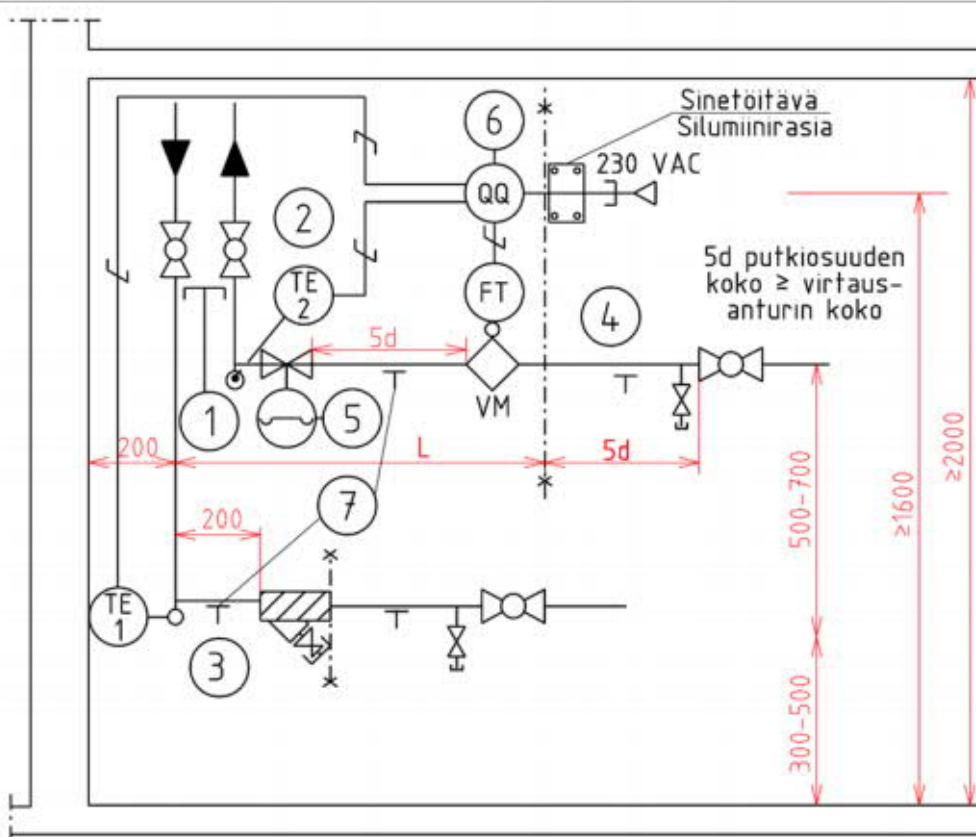 Sinetöitävä
Silumiinirasia
6
230 VAC
QQ
2
TE
2
FT
4
5d putkiosuuden
koko ≥ virtaus-
anturin koko
5d
1
5
VM
200
L
5d
7
200
500-700
≥1600
≥2000
TE
1
3
300-500